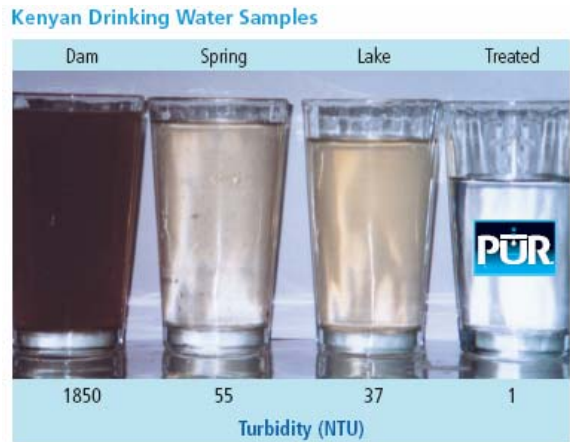 Kenyan Drinking Water Samples
Dam Spring Lake Treated
PŪR
1850 55 37 1
Turbidity (NTU)